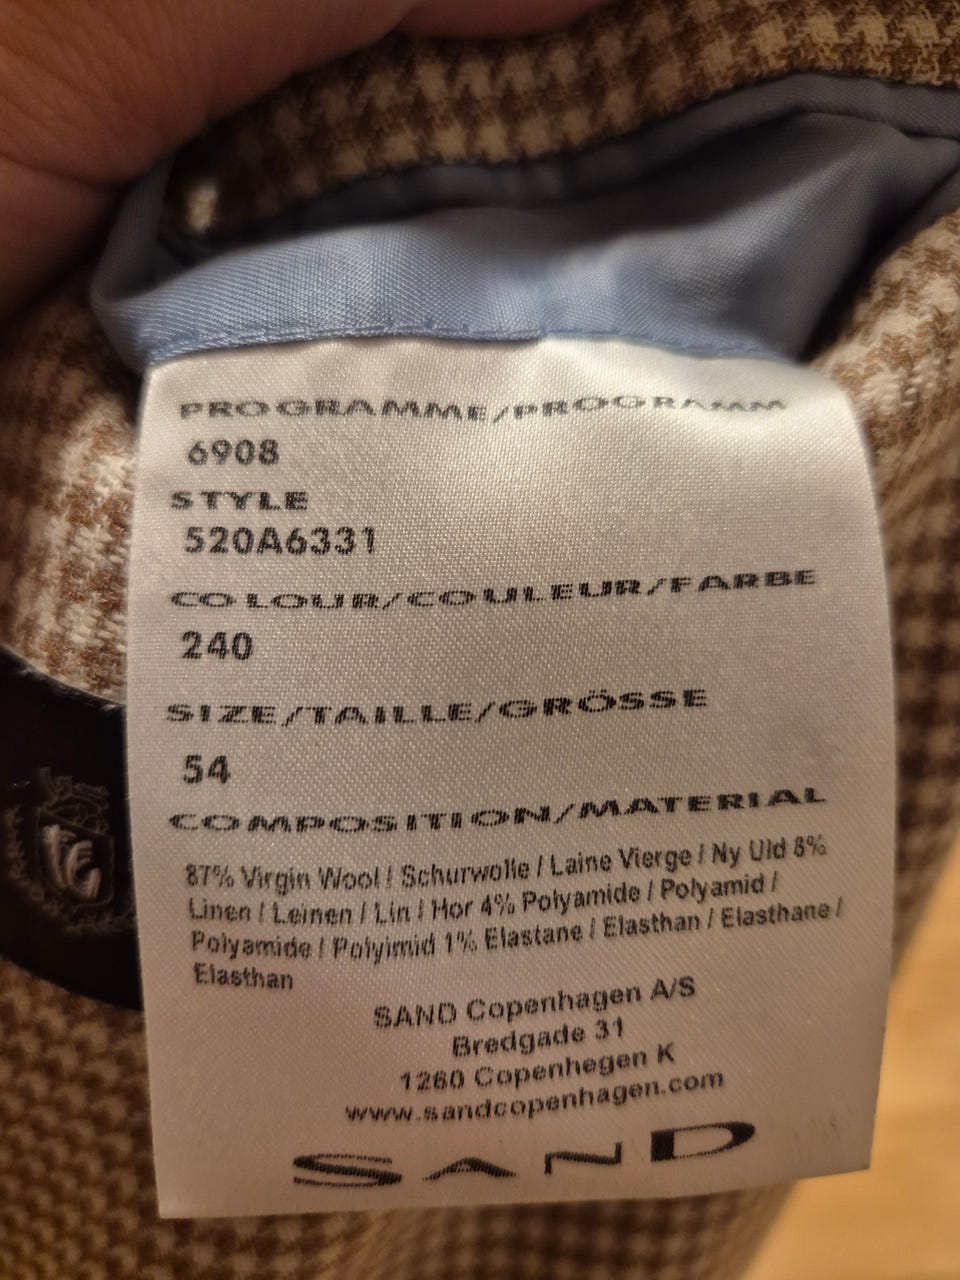 PROGRAMME/PROGRAMM
6908
STYLE
520A6331
COLOUR/COULEUR/FARBE
240
SIZE/TAILLE/GRÖSSE
54
COMPOSITION/MATERIAL
87% Virgin Wool / Schurwolle / Laine Vierge / Ny Uld 8%
Linen / Leinen / Lin / Hor 4% Polyamide / Polyamid /
Polyamide / Polyimid 1% Elastane / Elasthan / Elasthane /
Elasthan
SAND Copenhagen A/S
Bredgade 31
1260 Copenhegen K
www.sandcopenhagen.com
SAND